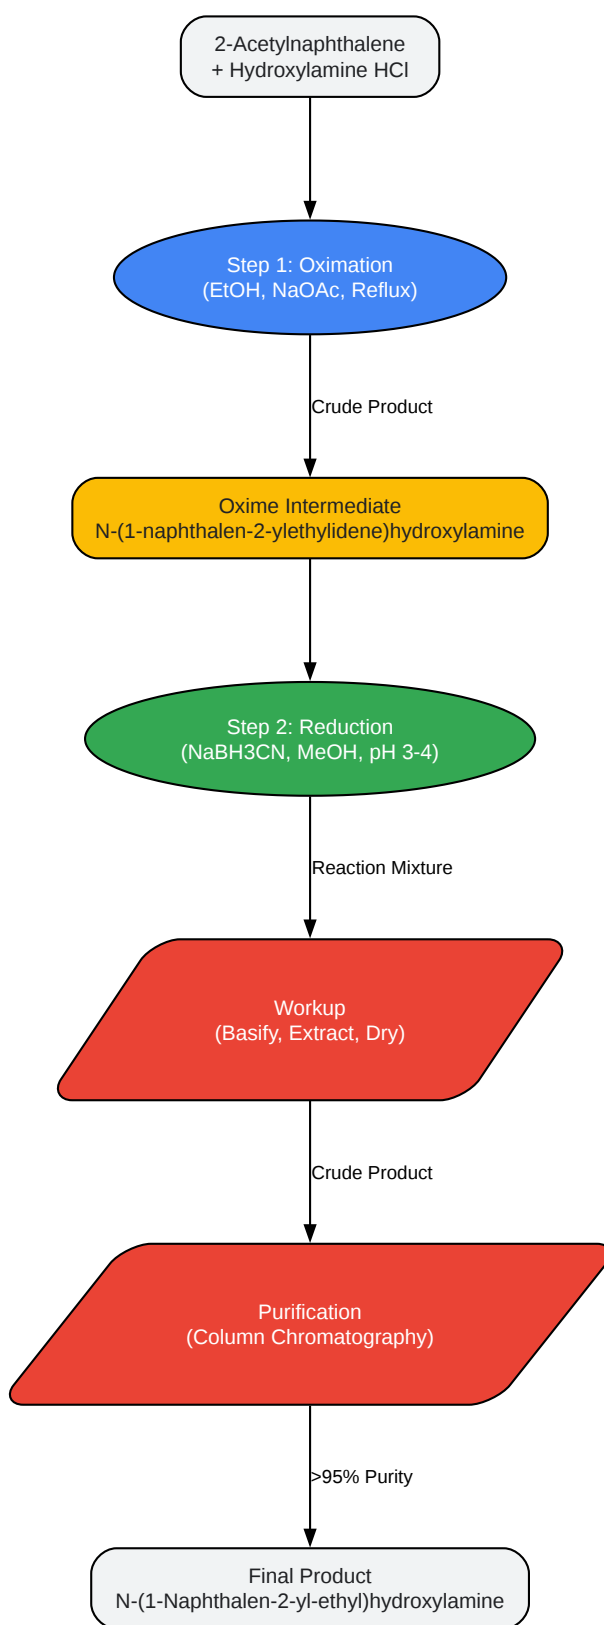 2-Acetylnaphthalene
+ Hydroxylamine HCl
Step 1: Oximation
(EtOH, NaOAc, Reflux)
Crude Product
Oxime Intermediate
N-(1-naphthalen-2-ylethylidene)hydroxylamine
Step 2: Reduction
(NaBH3CN, MeOH, pH 3-4)
Reaction Mixture
Workup
(Basify, Extract, Dry)
Crude Product
Purification
(Column Chromatography)
>95% Purity
Final Product
N-(1-Naphthalen-2-yl-ethyl)hydroxylamine